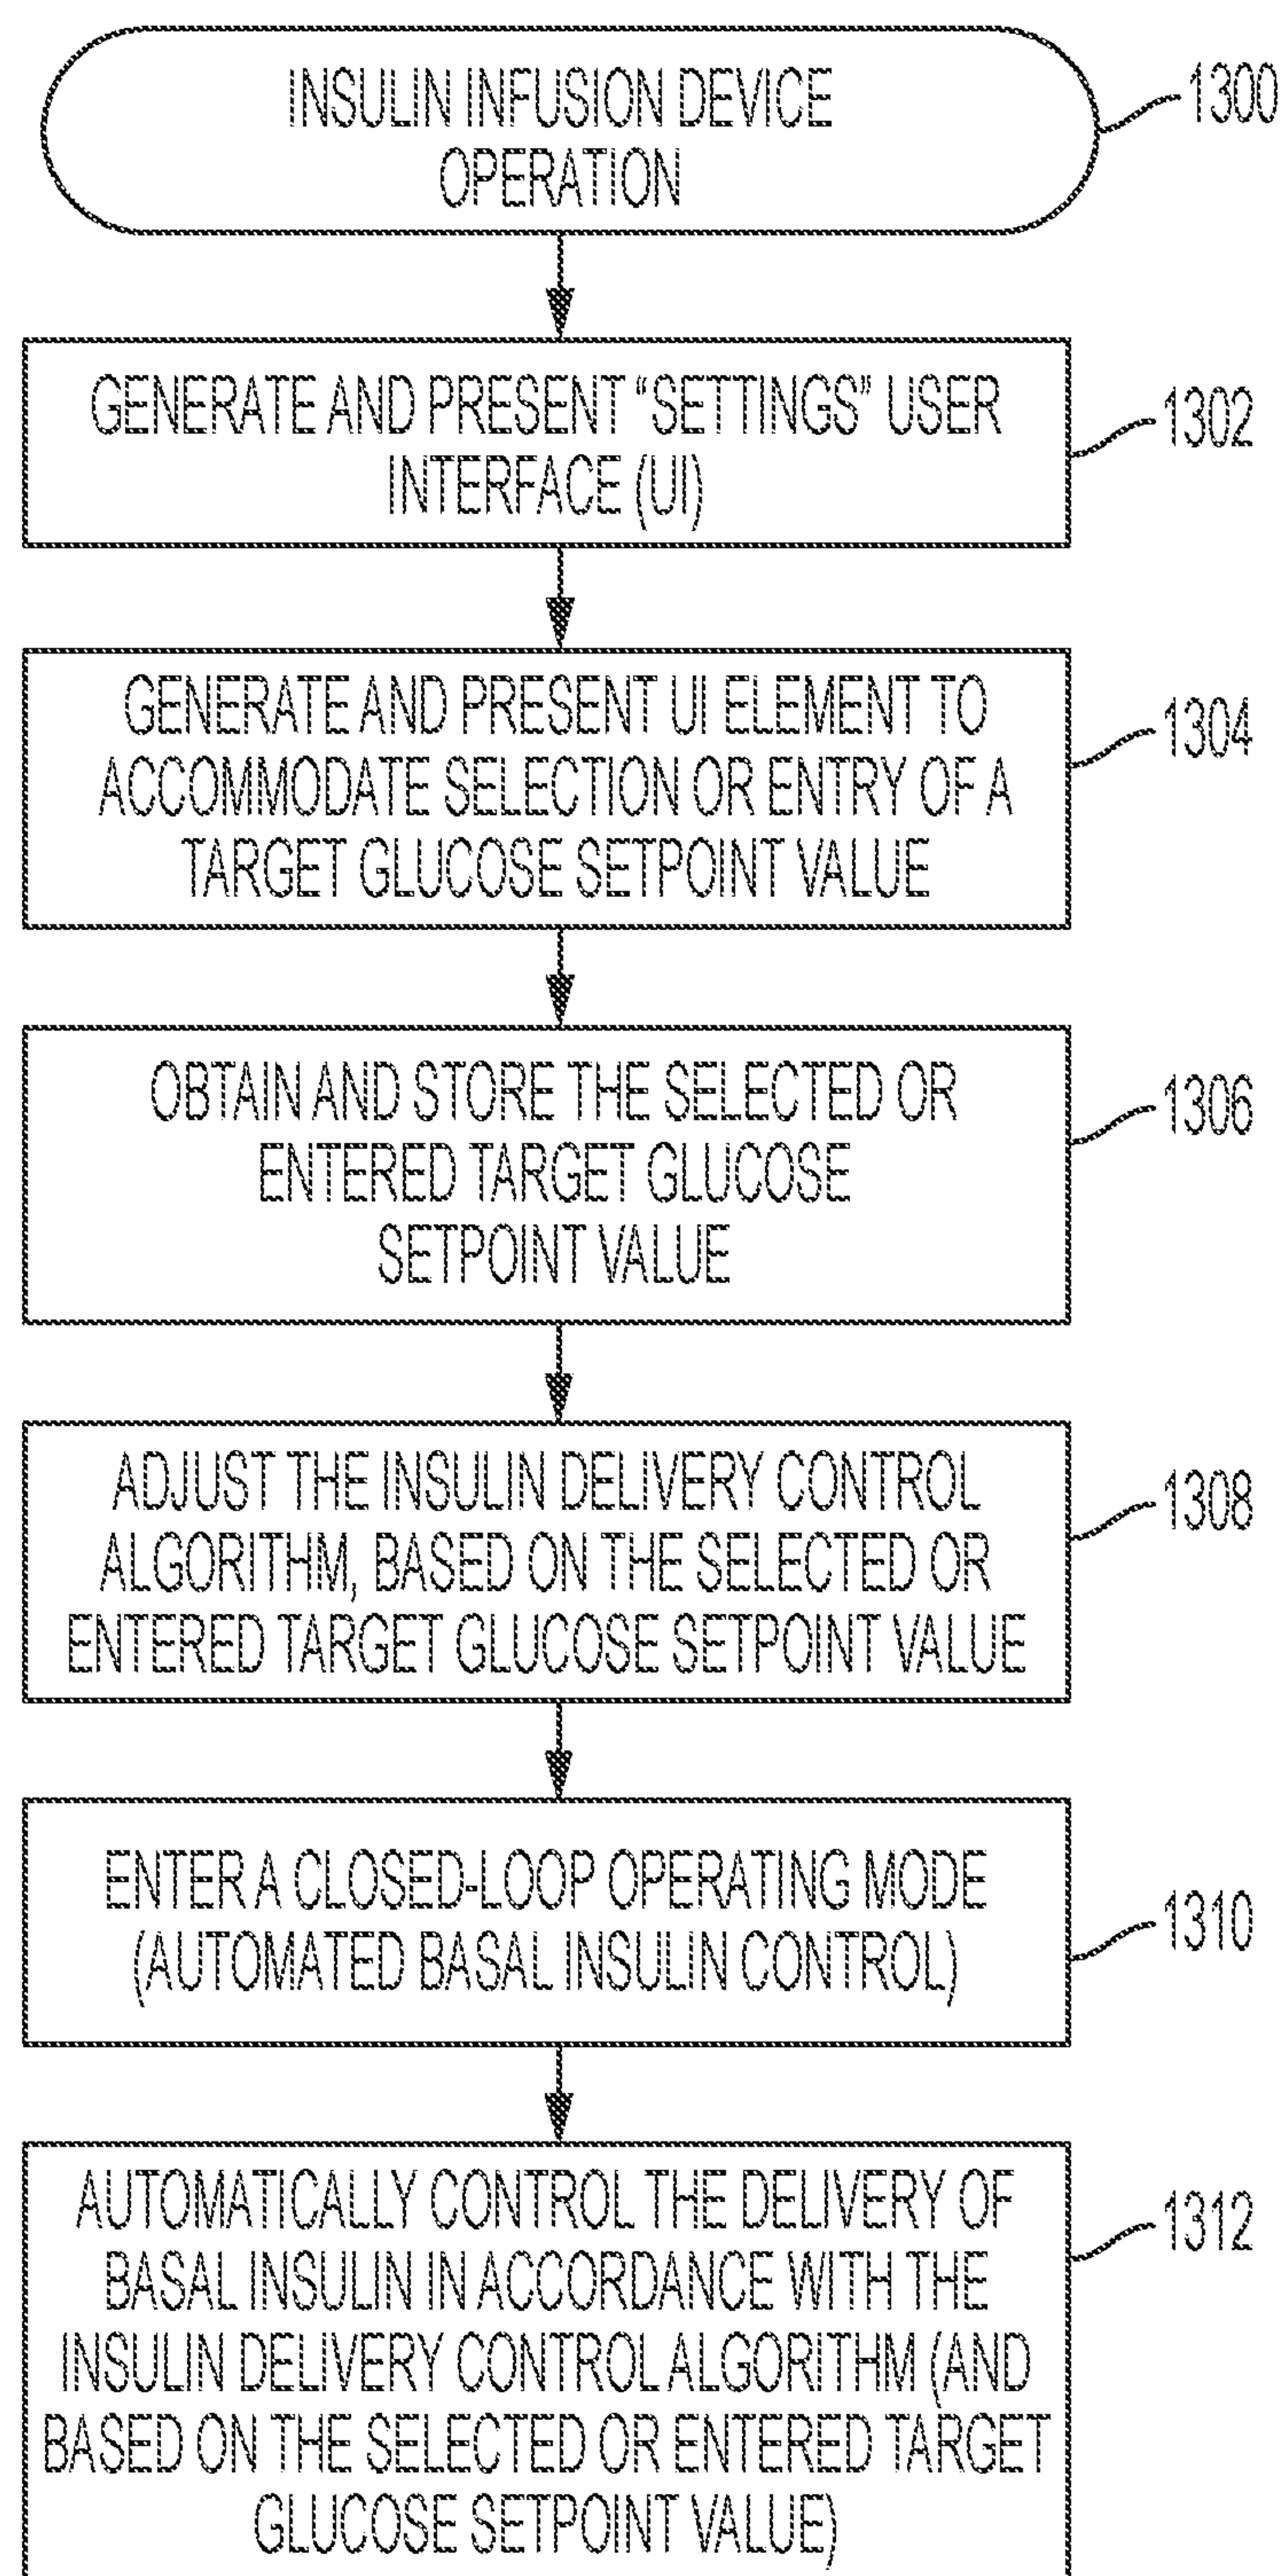 INSULIN INFUSION DEVICE
OPERATION
1300
GENERATE AND PRESENT "SETTINGS" USER
INTERFACE (UI)
1302
GENERATE AND PRESENT UI ELEMENT TO
ACCOMMODATE SELECTION OR ENTRY OF A
TARGET GLUCOSE SETPOINT VALUE
1304
OBTAIN AND STORE THE SELECTED OR
ENTERED TARGET GLUCOSE
SETPOINT VALUE
1306
ADJUST THE INSULIN DELIVERY CONTROL
ALGORITHM, BASED ON THE SELECTED OR
ENTERED TARGET GLUCOSE SETPOINT VALUE
1308
ENTER A CLOSED-LOOP OPERATING MODE
(AUTOMATED BASAL INSULIN CONTROL)
1310
AUTOMATICALLY CONTROL THE DELIVERY OF
BASAL INSULIN IN ACCORDANCE WITH THE
INSULIN DELIVERY CONTROL ALGORITHM (AND
BASED ON THE SELECTED OR ENTERED TARGET
GLUCOSE SETPOINT VALUE)
1312